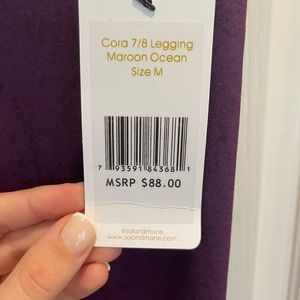 Cora 7/8 Legging
Maroon Ocean
Size M
7 93591 84368 1
MSRP $88.00
@solandmane
www.solandmane.com